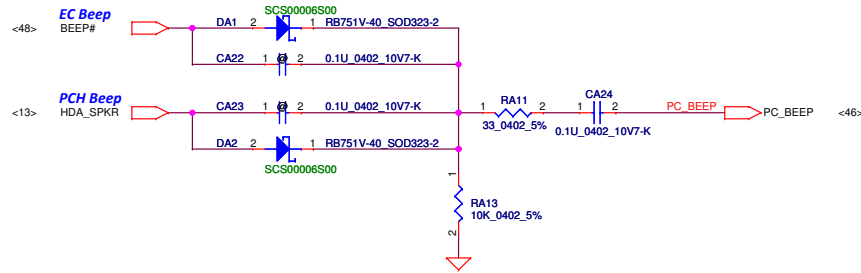 EC Beep
SCS00006S00
<48> BEEP# DA1 2 1 RB751V-40_SOD323-2
CA22 1 @ 2 0.1U_0402_10V7-K
PCH Beep
<13> HDA_SPKR CA23 1 @ 2 0.1U_0402_10V7-K
1 RA11 2 1 CA24 2 PC_BEEP PC_BEEP <46>
33_0402_5% 0.1U_0402_10V7-K
DA2 2 1 RB751V-40_SOD323-2
SCS00006S00
1
RA13
10K_0402_5%
2